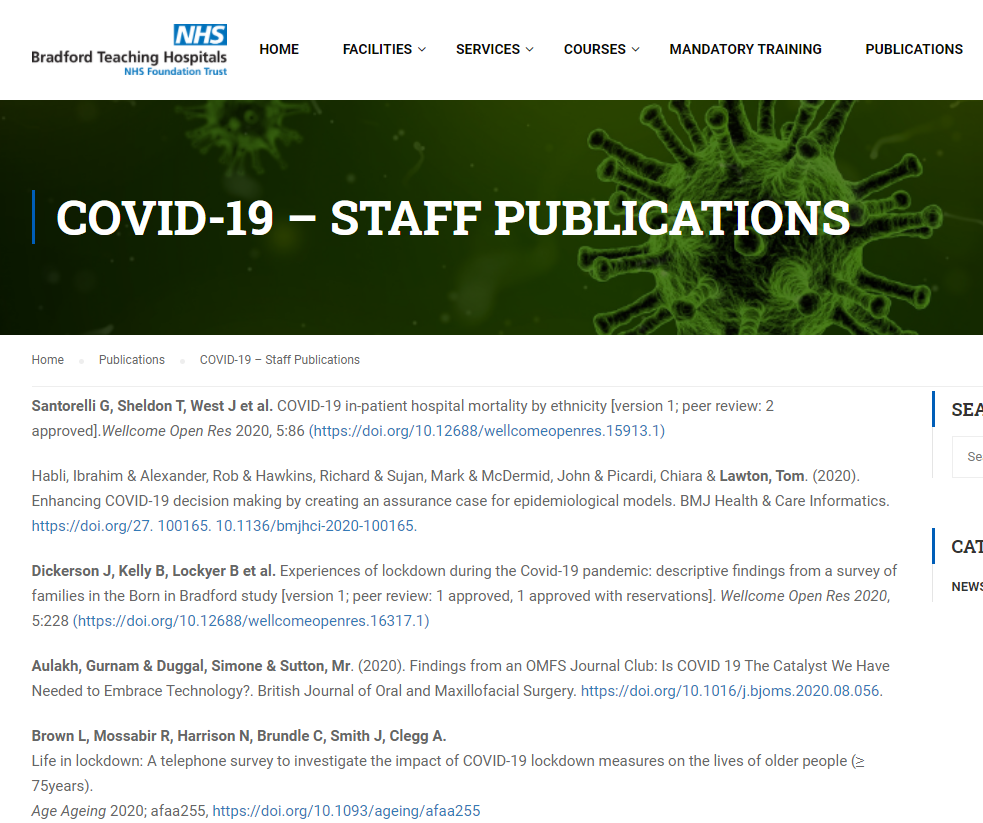 NHS
Bradford Teaching Hospitals
NHS Foundation Trust
HOME FACILITIES SERVICES COURSES MANDATORY TRAINING PUBLICATIONS
COVID-19 – STAFF PUBLICATIONS
Home Publications COVID-19 – Staff Publications
Santorelli G, Sheldon T, West J et al. COVID-19 in-patient hospital mortality by ethnicity [version 1; peer review: 2
approved].Wellcome Open Res 2020, 5:86 (https://doi.org/10.12688/wellcomeopenres.15913.1)
Habli, Ibrahim & Alexander, Rob & Hawkins, Richard & Sujan, Mark & McDermid, John & Picardi, Chiara & Lawton, Tom. (2020).
Enhancing COVID-19 decision making by creating an assurance case for epidemiological models. BMJ Health & Care Informatics.
https://doi.org/27. 100165. 10.1136/bmjhci-2020-100165.
Dickerson J, Kelly B, Lockyer B et al. Experiences of lockdown during the Covid-19 pandemic: descriptive findings from a survey of
families in the Born in Bradford study [version 1; peer review: 1 approved, 1 approved with reservations]. Wellcome Open Res 2020,
5:228 (https://doi.org/10.12688/wellcomeopenres.16317.1)
Aulakh, Gurnam & Duggal, Simone & Sutton, Mr. (2020). Findings from an OMFS Journal Club: Is COVID 19 The Catalyst We Have
Needed to Embrace Technology?. British Journal of Oral and Maxillofacial Surgery. https://doi.org/10.1016/j.bjoms.2020.08.056.
Brown L, Mossabir R, Harrison N, Brundle C, Smith J, Clegg A.
Life in lockdown: A telephone survey to investigate the impact of COVID-19 lockdown measures on the lives of older people (≥
75years).
Age Ageing 2020; afaa255, https://doi.org/10.1093/ageing/afaa255
SEA
Se
CAT
NEWS